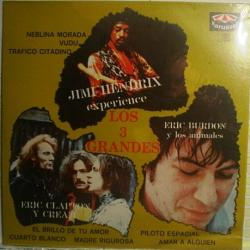 NEBLINA MORADA
VUDU
TRAFICO CITADINO
Karussell
JIMI HENDRIX
experience
LOS
3
GRANDES
ERIC BURDON
y los animales
ERIC CLAPTON
Y CREAM
EL BRILLO DE TU AMOR
CUARTO BLANCO MADRE RIGUROSA
PILOTO ESPACIAL
AMAR A ALGUIEN